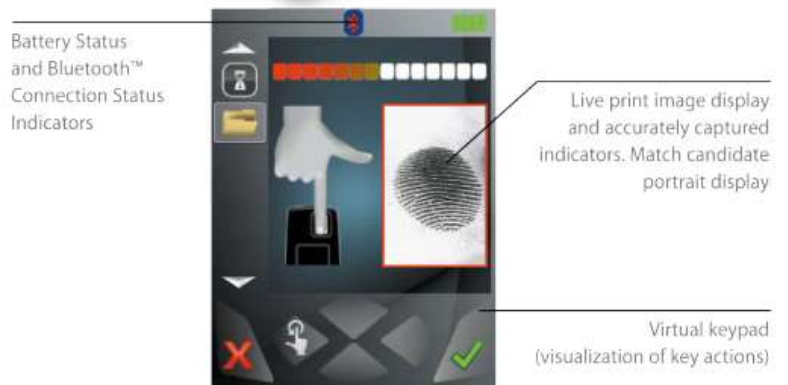 Battery Status
and Bluetooth™
Connection Status
Indicators
Live print image display
and accurately captured
indicators. Match candidate
portrait display
Virtual keypad
(visualization of key actions)